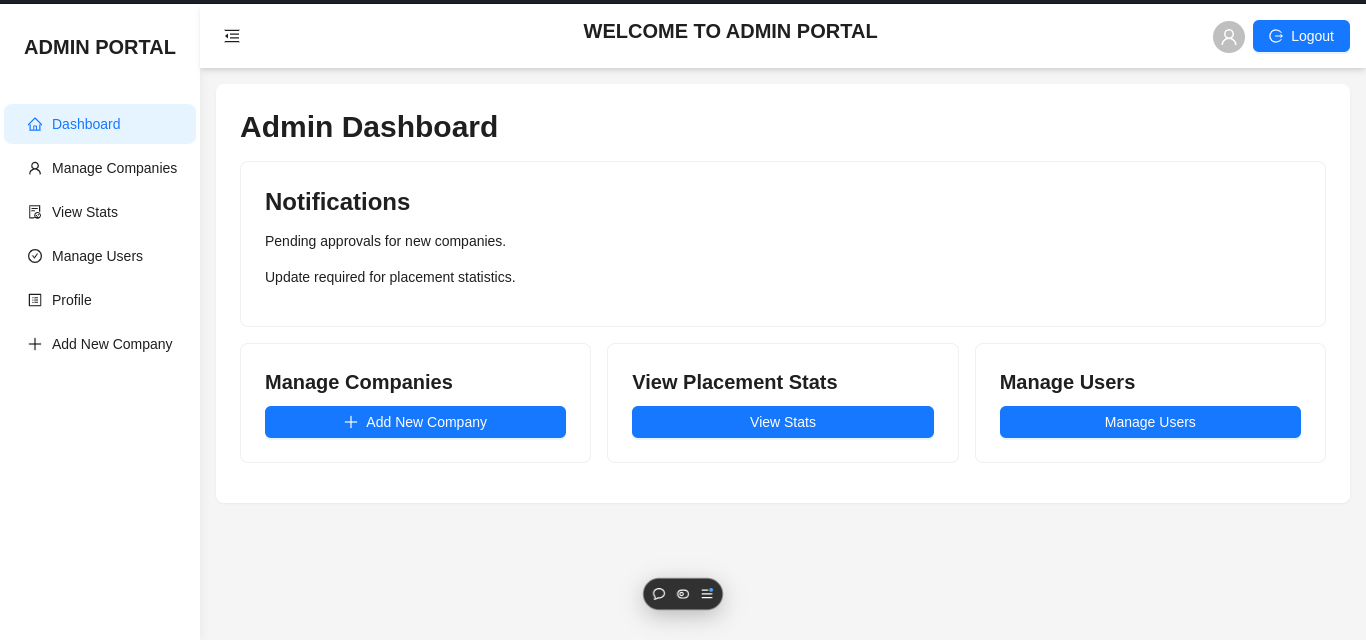 ADMIN PORTAL
WELCOME TO ADMIN PORTAL
Logout
Dashboard
Manage Companies
View Stats
Manage Users
Profile
Add New Company
Admin Dashboard
Notifications
Pending approvals for new companies.
Update required for placement statistics.
Manage Companies
Add New Company
View Placement Stats
View Stats
Manage Users
Manage Users